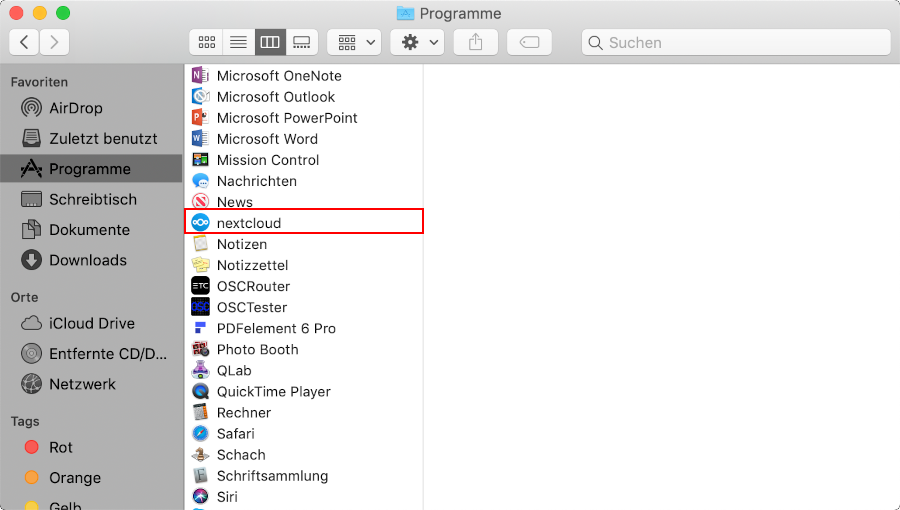 Programme
Suchen
Favoriten
AirDrop
Zuletzt benutzt
Programme
Schreibtisch
Dokumente
Downloads
Orte
iCloud Drive
Entfernte CD/D...
Netzwerk
Tags
Rot
Orange
Gelb
Microsoft OneNote
Microsoft Outlook
Microsoft PowerPoint
Microsoft Word
Mission Control
Nachrichten
News
nextcloud
Notizen
Notizzettel
ETC OSCRouter
OSC OSCTester
PDFelement 6 Pro
Photo Booth
QLab
QuickTime Player
Rechner
Safari
Schach
Schriftsammlung
Siri